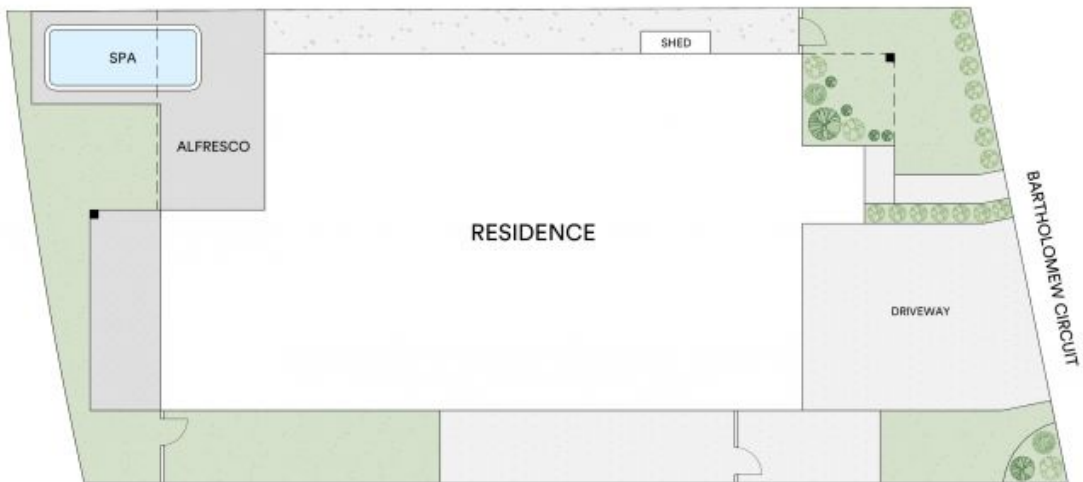 SPA
SHED
ALFRESCO
RESIDENCE
BARTHOLOMEW CIRCUIT
DRIVEWAY